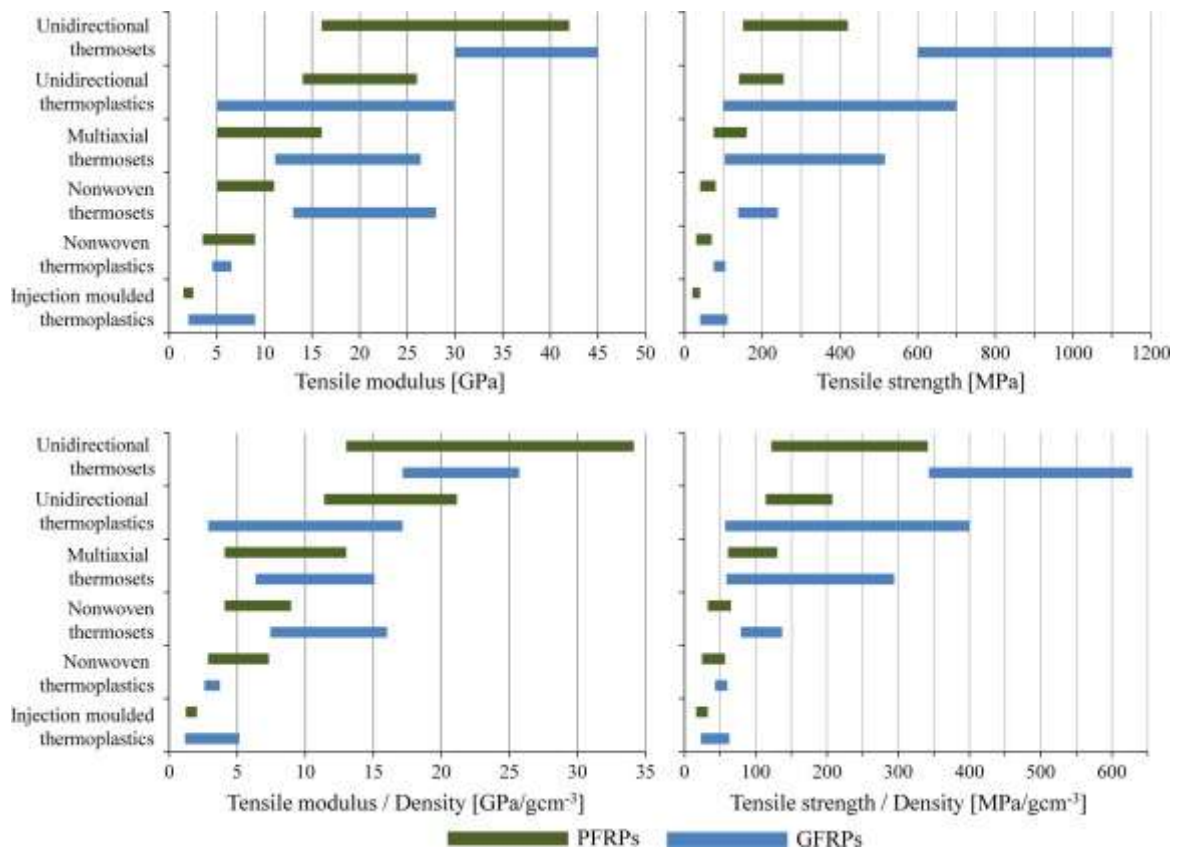 Unidirectional
thermosets
Unidirectional
thermoplastics
Multiaxial
thermosets
Nonwoven
thermosets
Nonwoven
thermoplastics
Injection moulded
thermoplastics
0 5 10 15 20 25 30 35 40 45 50
Tensile modulus [GPa]
0 200 400 600 800 1000 1200
Tensile strength [MPa]
Unidirectional
thermosets
Unidirectional
thermoplastics
Multiaxial
thermosets
Nonwoven
thermosets
Nonwoven
thermoplastics
Injection moulded
thermoplastics
0 5 10 15 20 25 30 35
Tensile modulus / Density [GPa/gcm⁻³]
0 100 200 300 400 500 600
Tensile strength / Density [MPa/gcm⁻³]
PFRPs GFRPs